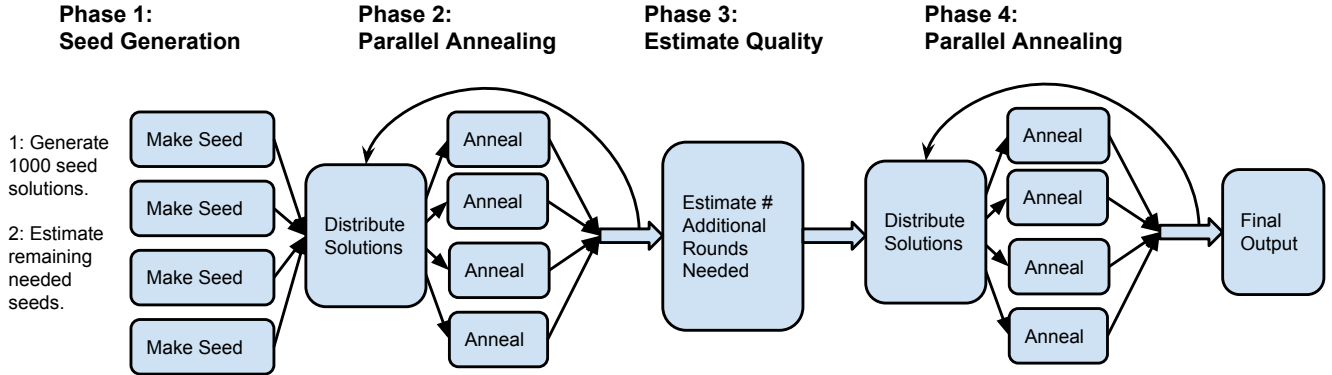 Phase 1:
Seed Generation
Phase 2:
Parallel Annealing
Phase 3:
Estimate Quality
Phase 4:
Parallel Annealing
1: Generate
1000 seed
solutions.
2: Estimate
remaining
needed
seeds.
Make Seed
Make Seed
Make Seed
Make Seed
Distribute
Solutions
Anneal
Anneal
Anneal
Anneal
Estimate #
Additional
Rounds
Needed
Distribute
Solutions
Anneal
Anneal
Anneal
Anneal
Final
Output